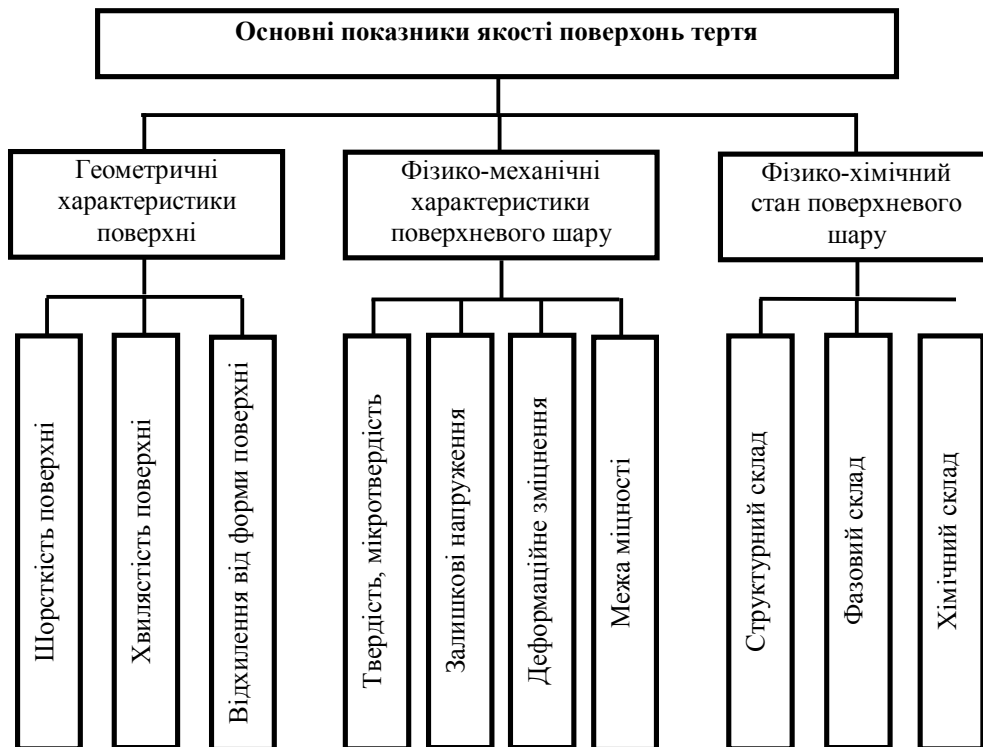 Основні показники якості поверхонь тертя
Геометричні
характеристики
поверхні
Фізико-механічні
характеристики
поверхневого шару
Фізико-хімічний
стан поверхневого
шару
Шорсткість поверхні
Хвилястість поверхні
Відхилення від форми поверхні
Твердість, мікротвердість
Залишкові напруження
Деформаційне зміцнення
Межа міцності
Структурний склад
Фазовий склад
Хімічний склад